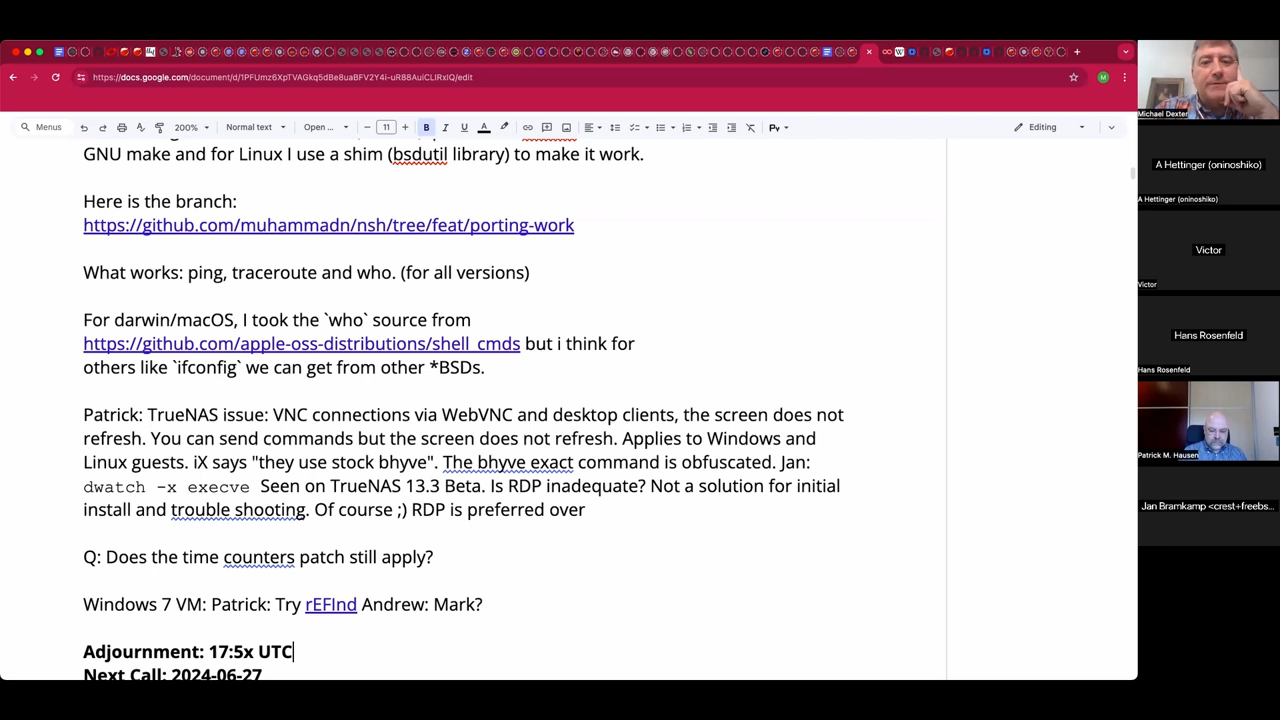 https://docs.google.com/document/d/1PFUmz6XpTVAGkq5dBe8uaBFV2Y4i-uR88AuiCLIRxIQ/edit
M
Menus
200%
Normal text
Open ...
11
B
I
U
A
Editing
GNU make and for Linux I use a shim (bsdutil library) to make it work.
Here is the branch:
https://github.com/muhammadn/nsh/tree/feat/porting-work
What works: ping, traceroute and who. (for all versions)
For darwin/macOS, I took the `who` source from
https://github.com/apple-oss-distributions/shell_cmds but i think for
others like `ifconfig` we can get from other *BSDs.
Patrick: TrueNAS issue: VNC connections via WebVNC and desktop clients, the screen does not
refresh. You can send commands but the screen does not refresh. Applies to Windows and
Linux guests. iX says "they use stock bhyve". The bhyve exact command is obfuscated. Jan:
dwatch -x execve Seen on TrueNAS 13.3 Beta. Is RDP inadequate? Not a solution for initial
install and trouble shooting. Of course ;) RDP is preferred over
Q: Does the time counters patch still apply?
Windows 7 VM: Patrick: Try rEFInd Andrew: Mark?
Adjournment: 17:5x UTC
Next Call: 2024-06-27
Michael Dexter
A Hettinger (oninoshiko)
A Hettinger (oninoshiko)
Victor
Victor
Hans Rosenfeld
Hans Rosenfeld
Patrick M. Hausen
Jan Bramkamp <crest+freebs...